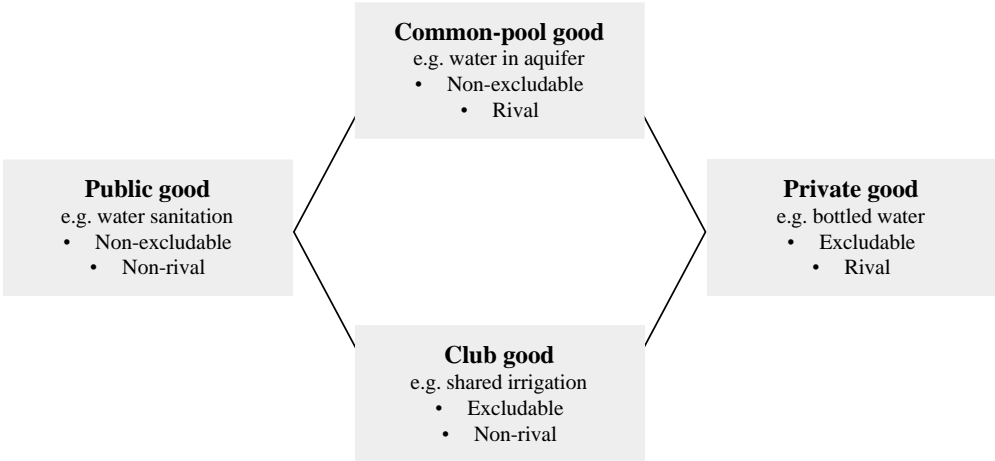 Common-pool good
e.g. water in aquifer
• Non-excludable
• Rival
Public good
e.g. water sanitation
• Non-excludable
• Non-rival
Private good
e.g. bottled water
• Excludable
• Rival
Club good
e.g. shared irrigation
• Excludable
• Non-rival